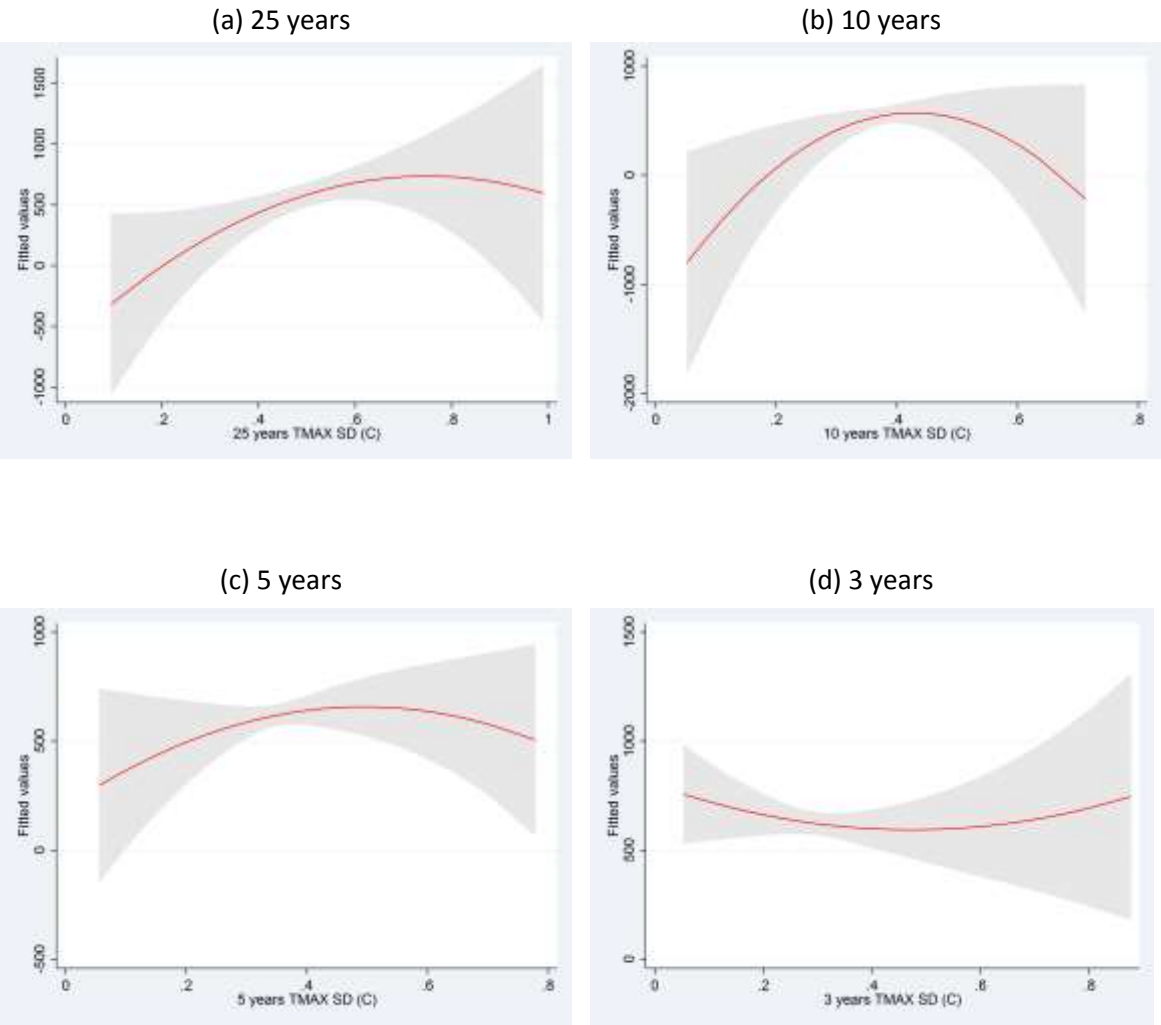 (a) 25 years
(b) 10 years
Fitted values
1500
1000
500
0
-500
-1000
0 .2 .4 .6 .8 1
25 years TMAX SD (C)
Fitted values
1000
0
-1000
-2000
0 .2 .4 .6 .8
10 years TMAX SD (C)
(c) 5 years
(d) 3 years
Fitted values
1000
500
0
-500
0 .2 .4 .6 .8
5 years TMAX SD (C)
Fitted values
1500
1000
500
0
0 .2 .4 .6 .8
3 years TMAX SD (C)